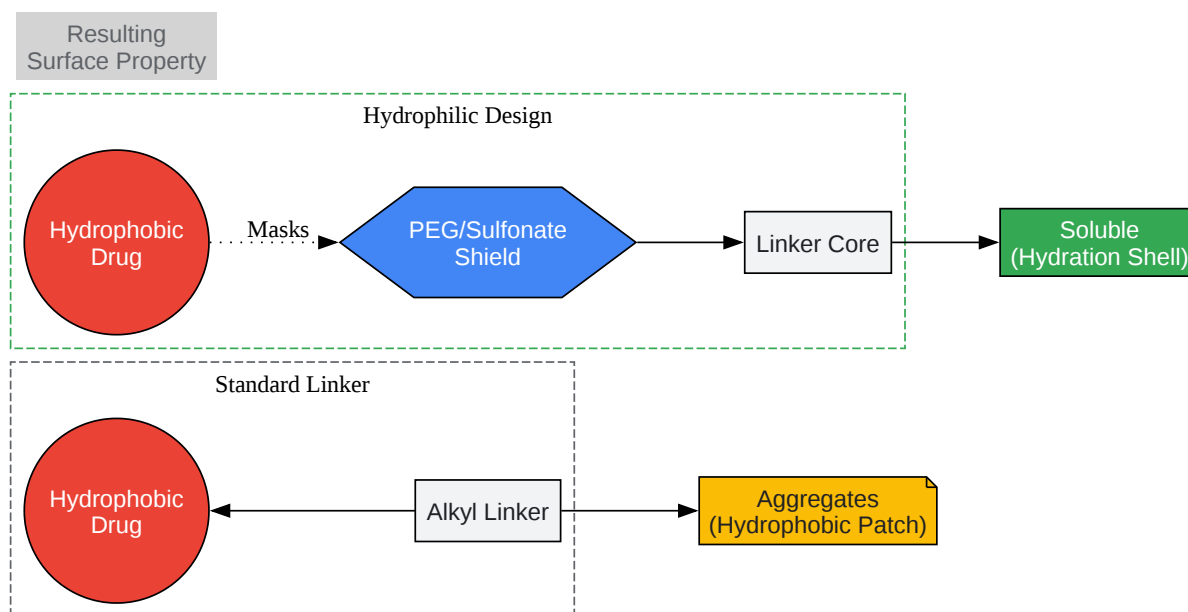 Resulting
Surface Property
Hydrophilic Design
Hydrophobic
Drug
Masks
PEG/Sulfonate
Shield
Linker Core
Soluble
(Hydration Shell)
Standard Linker
Hydrophobic
Drug
Alkyl Linker
Aggregates
(Hydrophobic Patch)